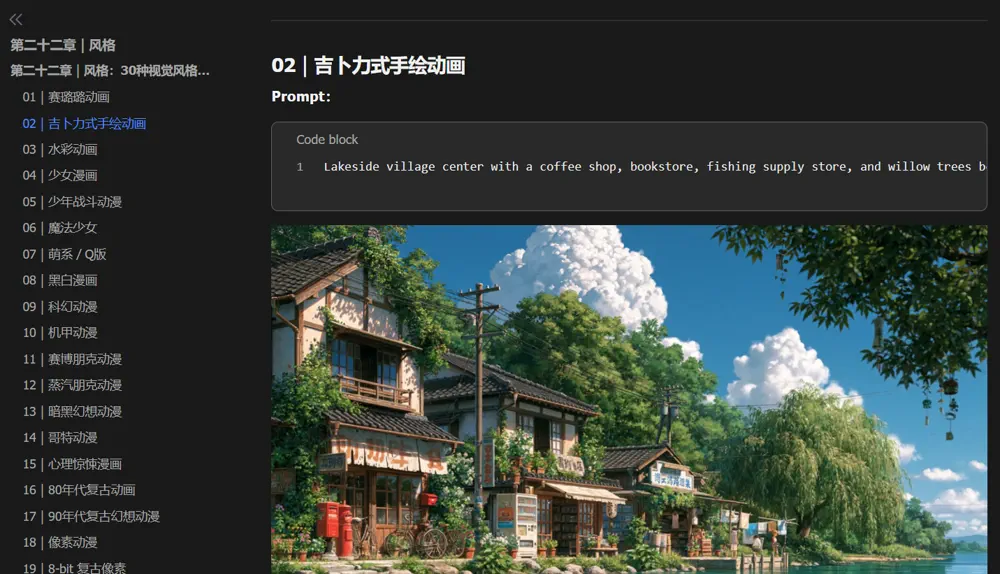 第二十二章｜风格
第二十二章｜风格：30种视觉风格...
01｜赛璐璐动画
02｜吉卜力式手绘动画
03｜水彩动画
04｜少女漫画
05｜少年战斗动漫
06｜魔法少女
07｜萌系 / Q版
08｜黑白漫画
09｜科幻动漫
10｜机甲动漫
11｜赛博朋克动漫
12｜蒸汽朋克动漫
13｜暗黑幻想动漫
14｜哥特动漫
15｜心理惊悚漫画
16｜80年代复古动画
17｜90年代复古幻想动漫
18｜像素动漫
19｜8-bit 复古像素
02｜吉卜力式手绘动画
Prompt：
Code block
1 Lakeside village center with a coffee shop, bookstore, fishing supply store, and willow trees b